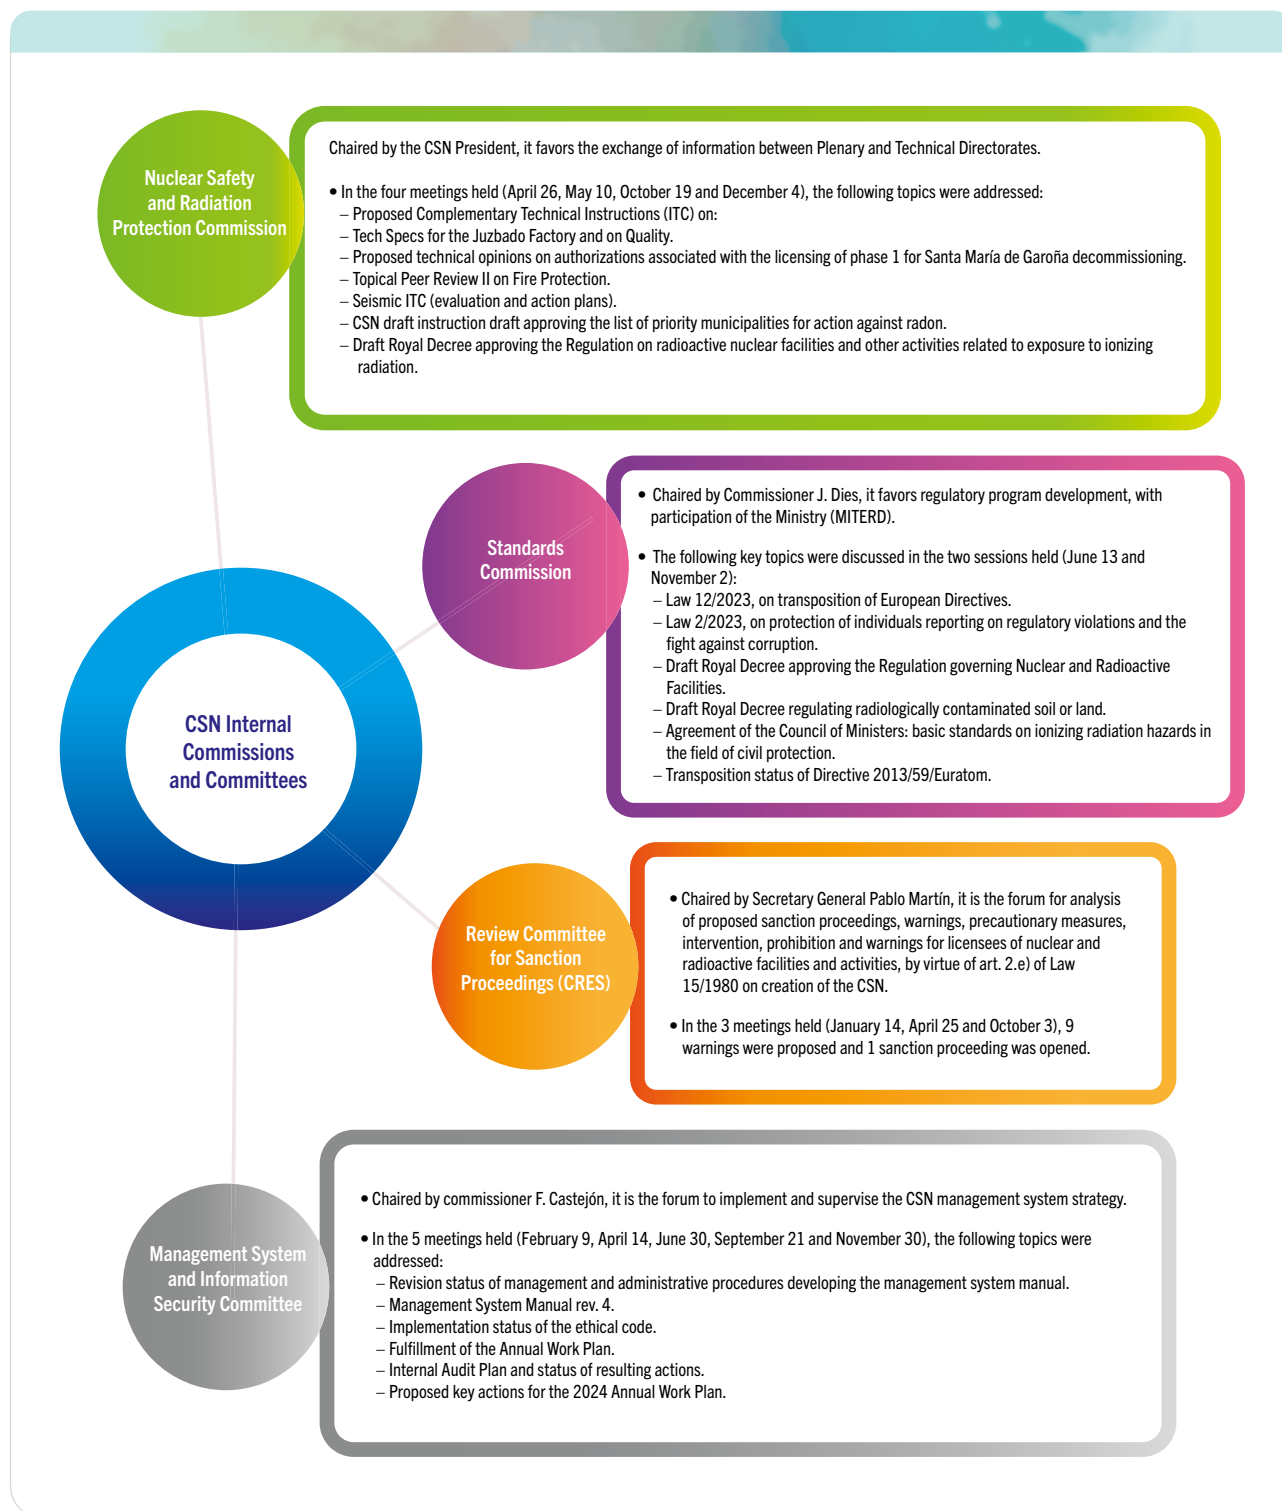 Nuclear Safety
and Radiation
Protection Commission
Chaired by the CSN President, it favors the exchange of information between Plenary and Technical Directorates.
• In the four meetings held (April 26, May 10, October 19 and December 4), the following topics were addressed:
– Proposed Complementary Technical Instructions (ITC) on:
– Tech Specs for the Juzbado Factory and on Quality.
– Proposed technical opinions on authorizations associated with the licensing of phase 1 for Santa María de Garoña decommissioning.
– Topical Peer Review II on Fire Protection.
– Seismic ITC (evaluation and action plans).
– CSN draft instruction draft approving the list of priority municipalities for action against radon.
– Draft Royal Decree approving the Regulation on radioactive nuclear facilities and other activities related to exposure to ionizing
radiation.
Standards
Commission
• Chaired by Commissioner J. Dies, it favors regulatory program development, with
participation of the Ministry (MITERD).
• The following key topics were discussed in the two sessions held (June 13 and
November 2):
– Law 12/2023, on transposition of European Directives.
– Law 2/2023, on protection of individuals reporting on regulatory violations and the
fight against corruption.
– Draft Royal Decree approving the Regulation governing Nuclear and Radioactive
Facilities.
– Draft Royal Decree regulating radiologically contaminated soil or land.
– Agreement of the Council of Ministers: basic standards on ionizing radiation hazards in
the field of civil protection.
– Transposition status of Directive 2013/59/Euratom.
CSN Internal
Commissions
and Committees
Review Committee
for Sanction
Proceedings (CRES)
• Chaired by Secretary General Pablo Martín, it is the forum for analysis
of proposed sanction proceedings, warnings, precautionary measures,
intervention, prohibition and warnings for licensees of nuclear and
radioactive facilities and activities, by virtue of art. 2.e) of Law
15/1980 on creation of the CSN.
• In the 3 meetings held (January 14, April 25 and October 3), 9
warnings were proposed and 1 sanction proceeding was opened.
Management System
and Information
Security Committee
• Chaired by commissioner F. Castejón, it is the forum to implement and supervise the CSN management system strategy.
• In the 5 meetings held (February 9, April 14, June 30, September 21 and November 30), the following topics were
addressed:
– Revision status of management and administrative procedures developing the management system manual.
– Management System Manual rev. 4.
– Implementation status of the ethical code.
– Fulfillment of the Annual Work Plan.
– Internal Audit Plan and status of resulting actions.
– Proposed key actions for the 2024 Annual Work Plan.